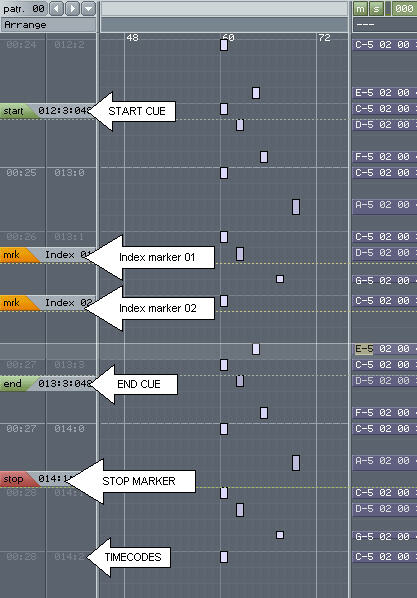 patr. 00 m s 000
Arrange 48 60 72 ---
00:24 012:2 C-5 02 00
E-5 02 00
start 012:3:048 START CUE C-5 02 00
D-5 02 00
F-5 02 00
00:25 013:0 C-5 02 00
A-5 02 00
00:26 013:1 C-5 02 00
mrk Index 01 Index marker 01 D-5 02 00
G-5 02 00
mrk Index 02 Index marker 02 C-5 02 00
E-5 02 00
00:27 013:3 C-5 02 00
end 013:3:048 END CUE D-5 02 00
F-5 02 00
00:27 014:0 C-5 02 00
A-5 02 00
stop 014:1 STOP MARKER
00:28 014: C-5 02 00
D-5 02 00
G-5 02 00
00:28 014:2 TIMECODES C-5 02 00